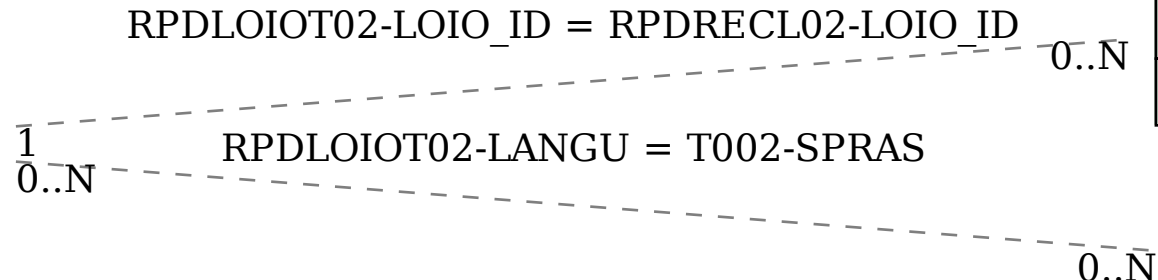 RPDLOIOT02-LOIO_ID = RPDRECL02-LOIO_ID
0..N
1
RPDLOIOT02-LANGU = T002-SPRAS
0..N
0..N